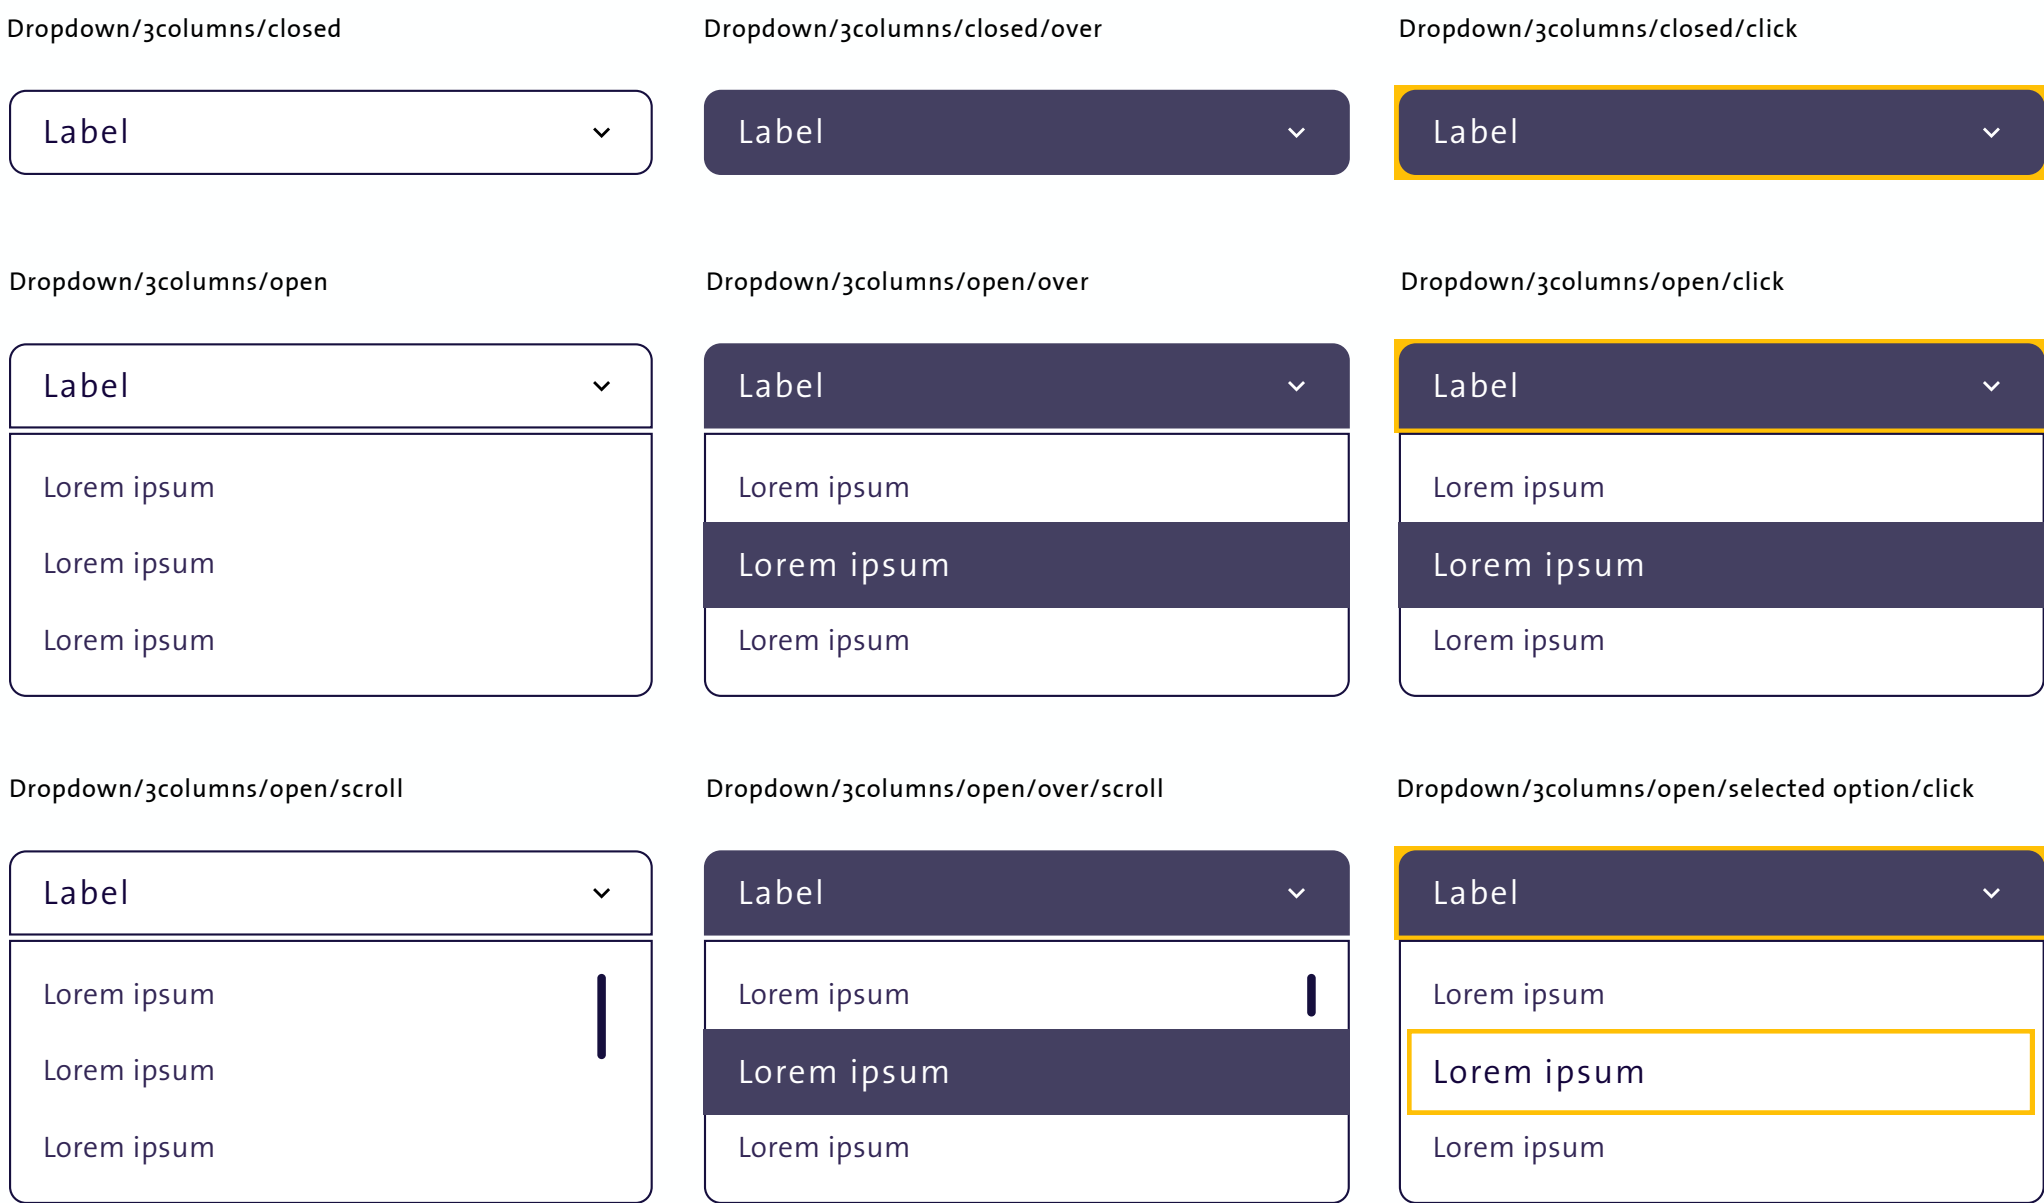 Dropdown/3columns/closed
Dropdown/3columns/closed/over
Dropdown/3columns/closed/click
Label
Label
Label
Dropdown/3columns/open
Dropdown/3columns/open/over
Dropdown/3columns/open/click
Label
Label
Label
Lorem ipsum
Lorem ipsum
Lorem ipsum
Lorem ipsum
Lorem ipsum
Lorem ipsum
Lorem ipsum
Lorem ipsum
Lorem ipsum
Dropdown/3columns/open/scroll
Dropdown/3columns/open/over/scroll
Dropdown/3columns/open/selected option/click
Label
Label
Label
Lorem ipsum
Lorem ipsum
Lorem ipsum
Lorem ipsum
Lorem ipsum
Lorem ipsum
Lorem ipsum
Lorem ipsum
Lorem ipsum